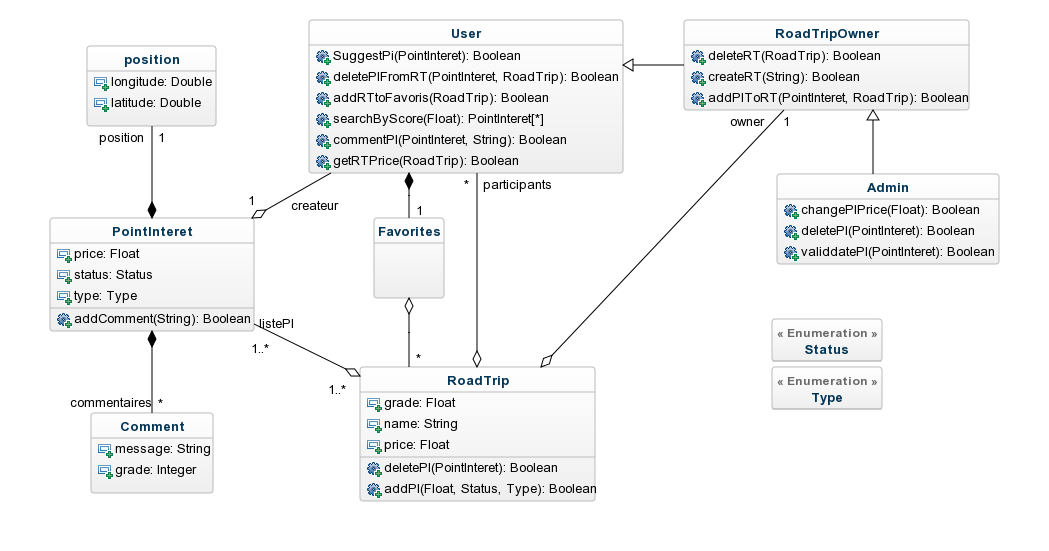 position
longitude: Double
latitude: Double
position
1
User
SuggestPi(PointInteret): Boolean
deletePIFromRT(PointInteret, RoadTrip): Boolean
addRTtoFavoris(RoadTrip): Boolean
searchByScore(Float): PointInteret[*]
commentPI(PointInteret, String): Boolean
getRTPrice(RoadTrip): Boolean
RoadTripOwner
deleteRT(RoadTrip): Boolean
createRT(String): Boolean
addPIToRT(PointInteret, RoadTrip): Boolean
owner
1
Admin
changePIPrice(Float): Boolean
deletePI(PointInteret): Boolean
validdatePI(PointInteret): Boolean
1
createur
1
* participants
PointInteret
price: Float
status: Status
type: Type
addComment(String): Boolean
Favorites
listePI
1..*
1..*
*
commentaires *
Comment
message: String
grade: Integer
RoadTrip
grade: Float
name: String
price: Float
deletePI(PointInteret): Boolean
addPI(Float, Status, Type): Boolean
« Enumeration »
Status
« Enumeration »
Type